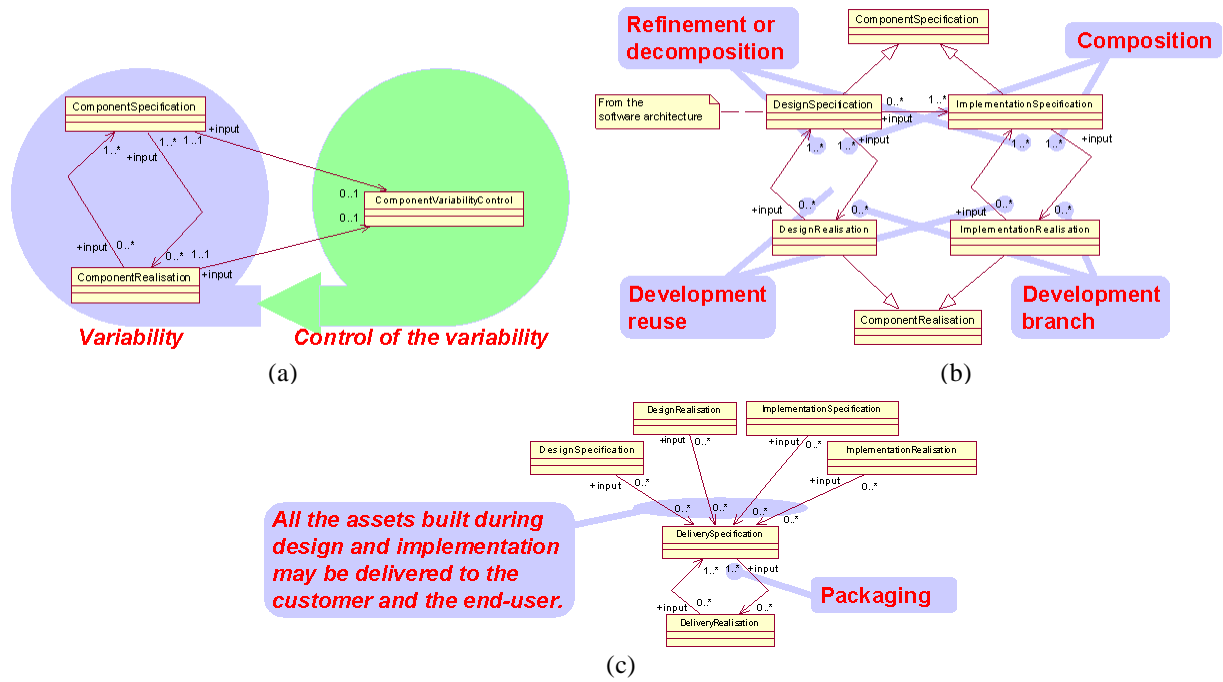 ComponentSpecification
1..*
+input
1..*
1..1
+input
0..1
ComponentVariabilityControl
0..1
+input
0..*
0..*
1..1
+input
ComponentRealisation
Variability
Control of the variability
(a)
Refinement or
decomposition
ComponentSpecification
Composition
From the
software architecture
DesignSpecification
0..*
+input
1..*
ImplementationSpecification
1..*
+input
1..*
1..*
+input
1..*
0..*
+input
0..*
0..*
+input
0..*
DesignRealisation
ImplementationRealisation
Development
reuse
Development
branch
ComponentRealisation
(b)
DesignRealisation
ImplementationSpecification
DesignSpecification
+input
0..*
+input
0..*
ImplementationRealisation
+input
0..*
+input
0..*
0..*
0..*
0..*
0..*
All the assets built during
design and implementation
may be delivered to the
customer and the end-user.
DeliverySpecification
1..*
1..*
+input
Packaging
+input
0..*
0..*
DeliveryRealisation
(c)